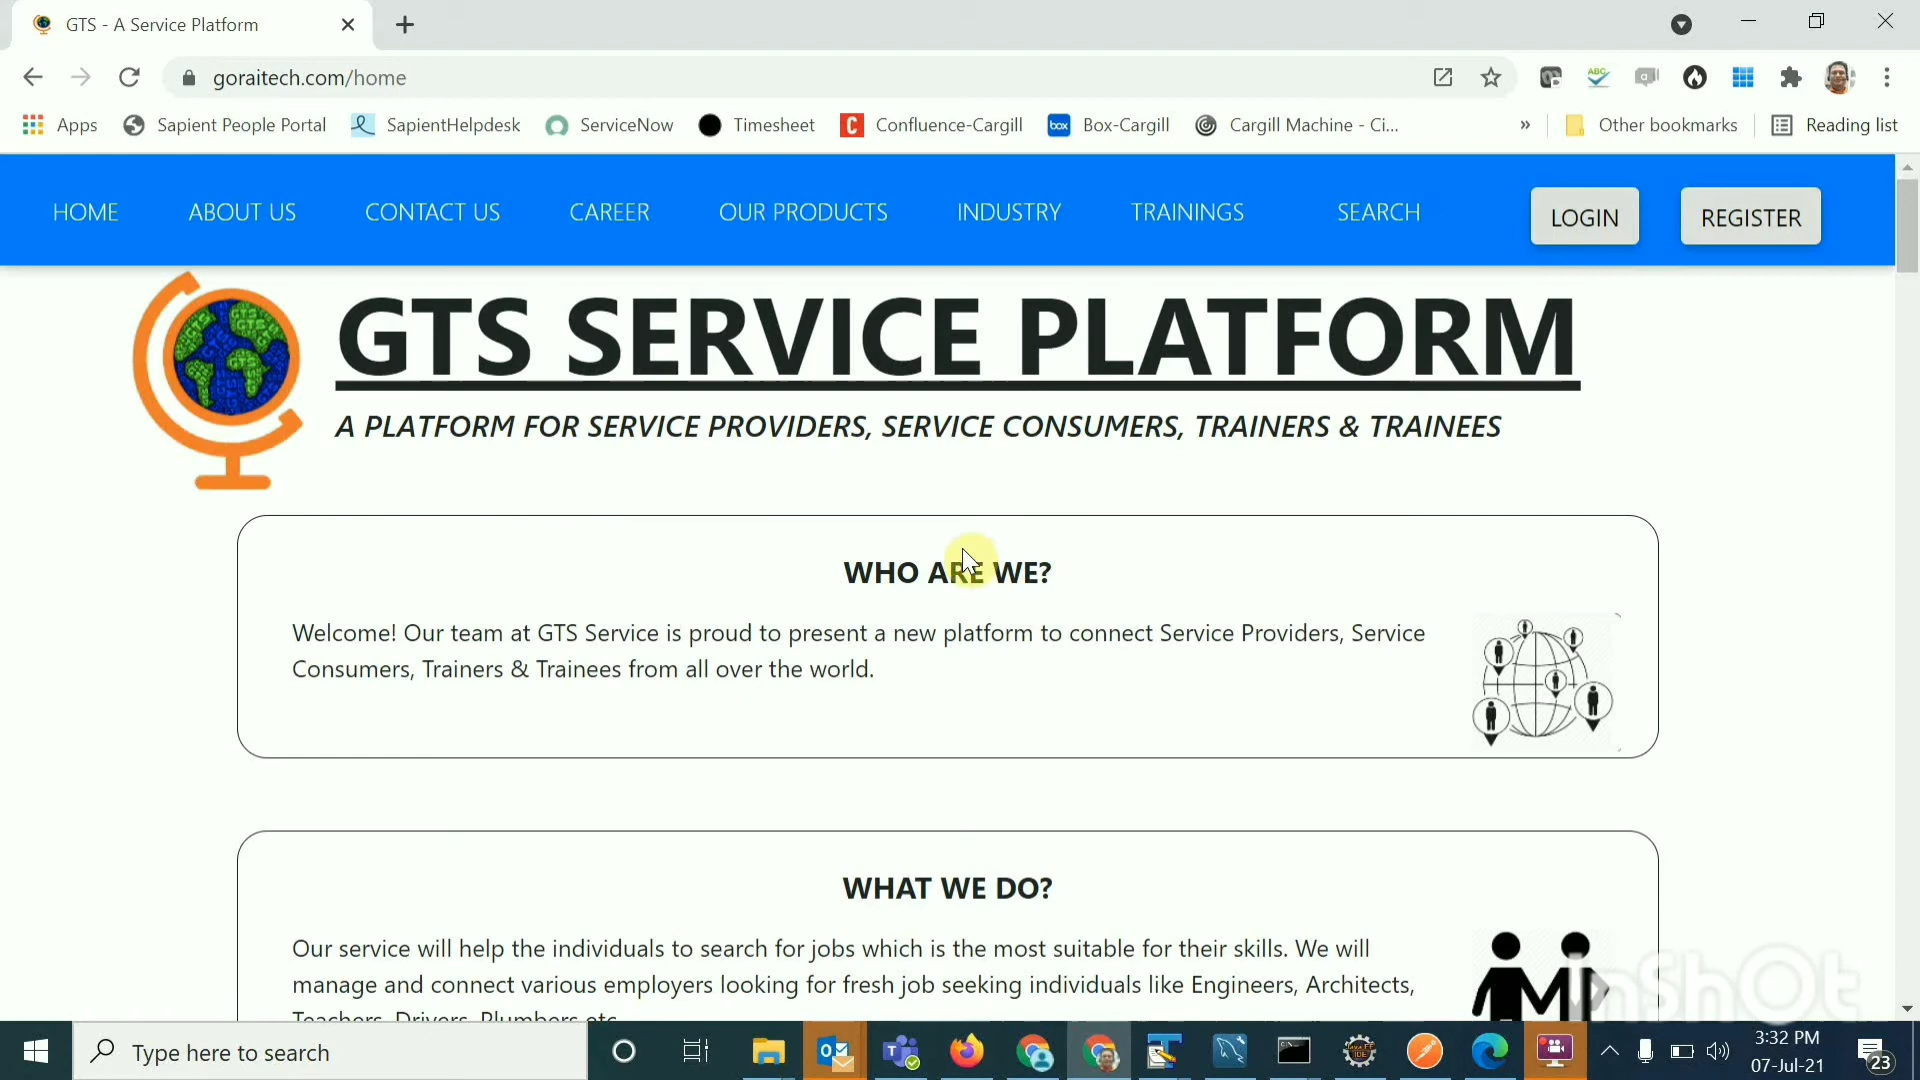 GTS - A Service Platform
goraitech.com/home
Apps
Sapient People Portal
SapientHelpdesk
ServiceNow
Timesheet
Confluence-Cargill
box
Box-Cargill
Cargill Machine - Ci...
»
Other bookmarks
Reading list
HOME
ABOUT US
CONTACT US
CAREER
OUR PRODUCTS
INDUSTRY
TRAININGS
SEARCH
LOGIN
REGISTER
GTS SERVICE PLATFORM
A PLATFORM FOR SERVICE PROVIDERS, SERVICE CONSUMERS, TRAINERS & TRAINEES
WHO ARE WE?
Welcome! Our team at GTS Service is proud to present a new platform to connect Service Providers, Service
Consumers, Trainers & Trainees from all over the world.
WHAT WE DO?
Our service will help the individuals to search for jobs which is the most suitable for their skills. We will
manage and connect various employers looking for fresh job seeking individuals like Engineers, Architects,
Teachers, Drivers, Plumbers etc.
InShOt
Type here to search
3:32 PM
07-Jul-21
23